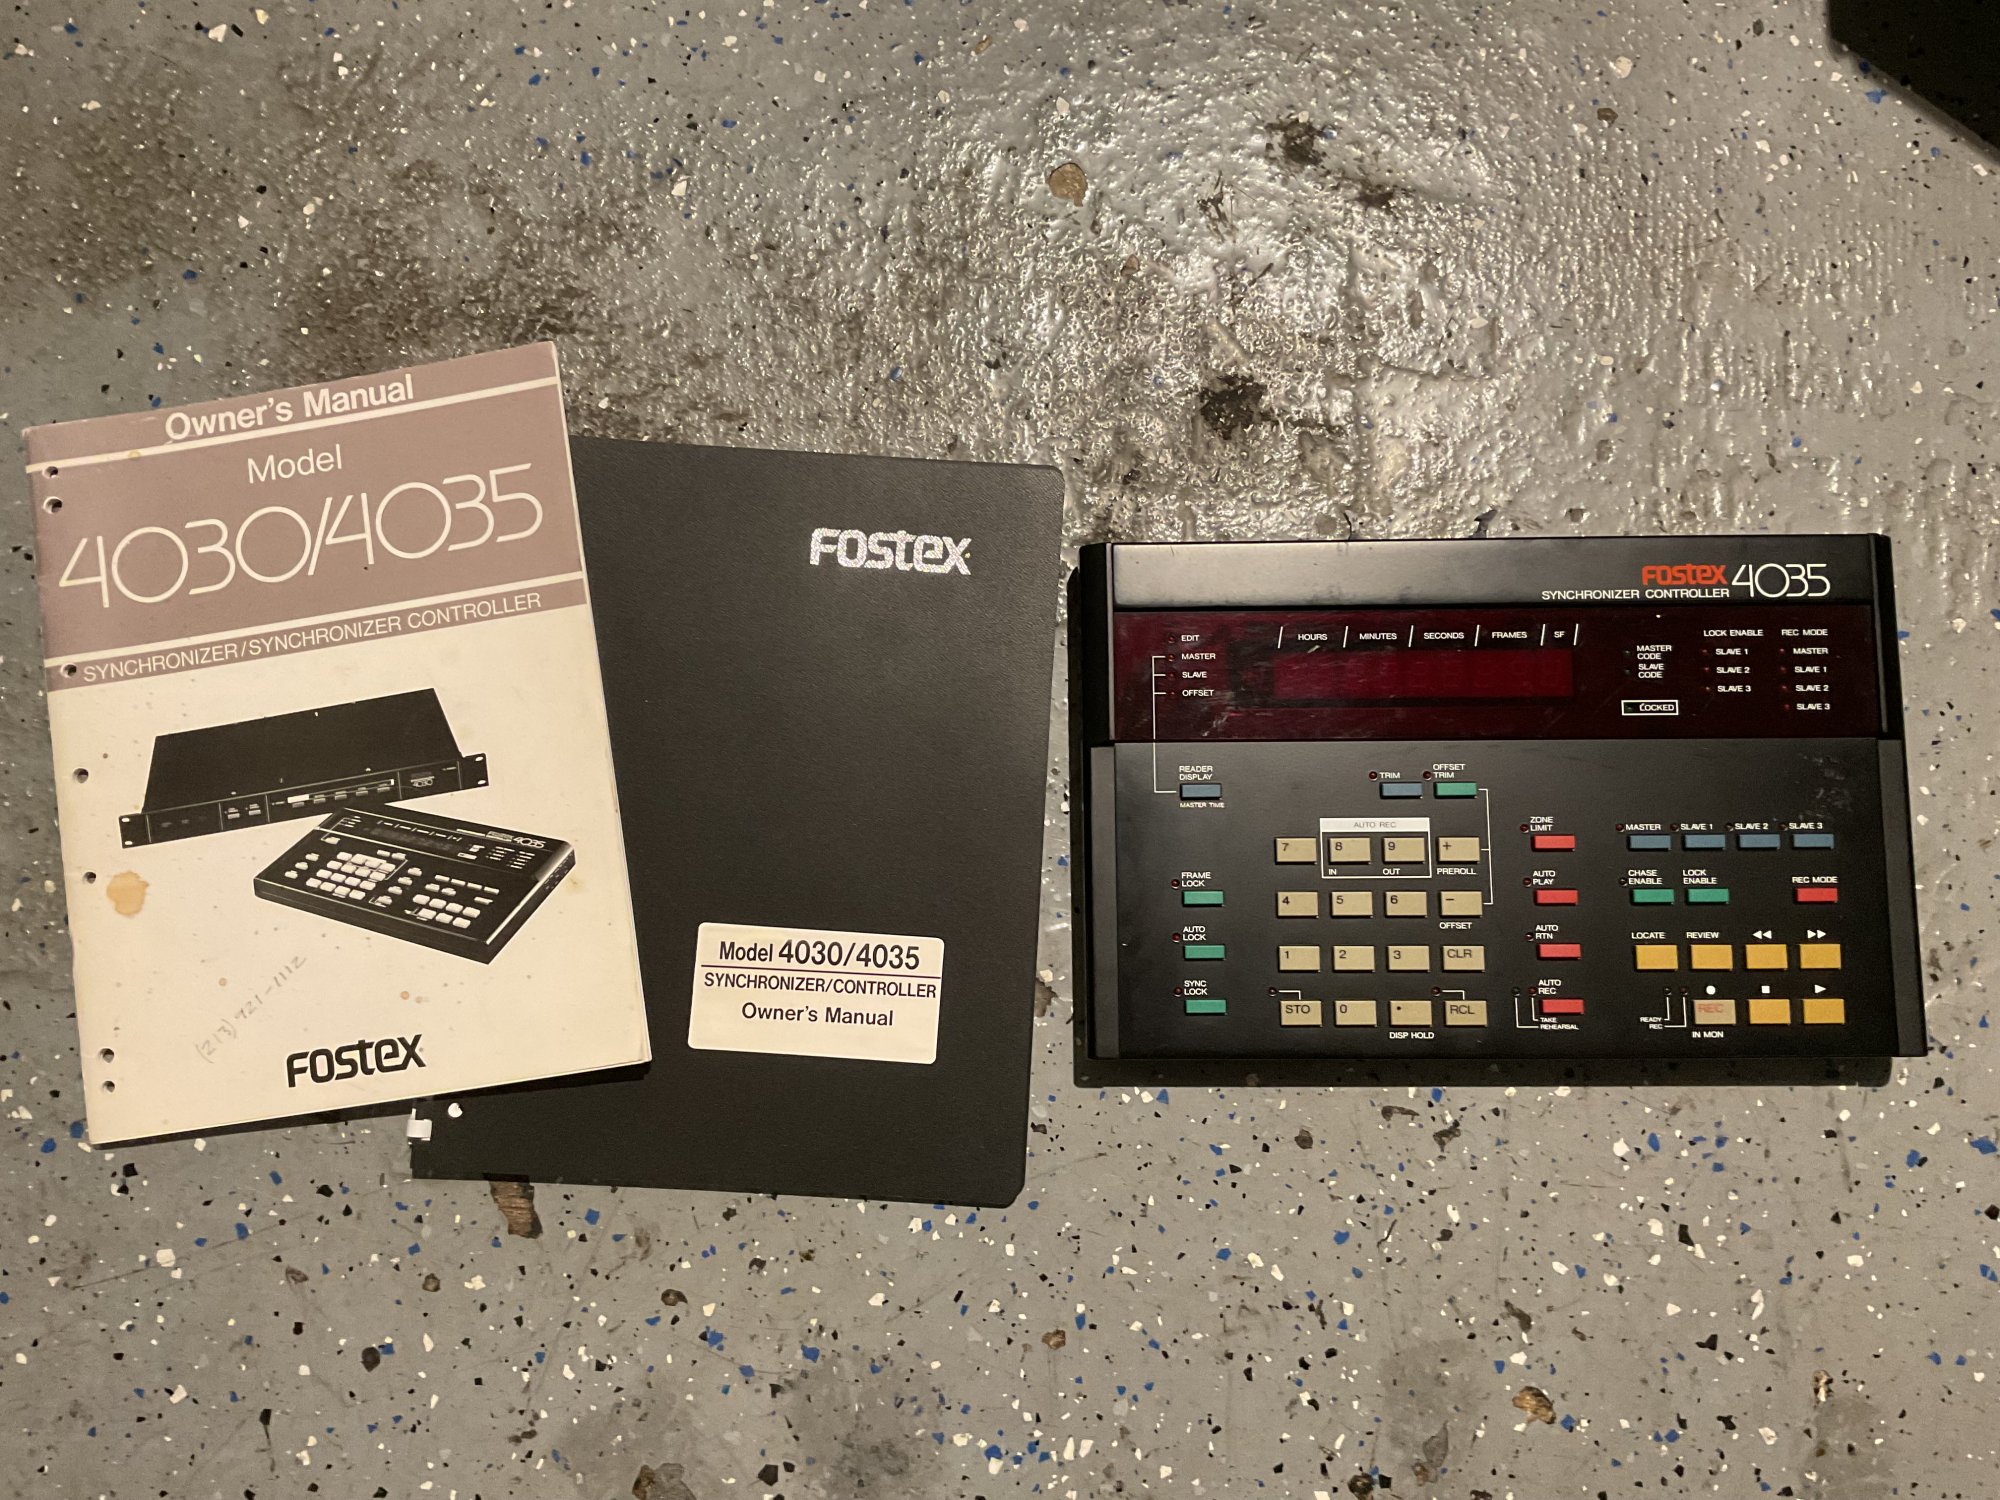 Owner's Manual
Model
4030/4035
SYNCHRONIZER/SYNCHRONIZER CONTROLLER
4030
4035
(213) 921-1112
FOSTEX
FOSTEX
Model 4030/4035
SYNCHRONIZER/CONTROLLER
Owner's Manual
FOSTEX 4035
SYNCHRONIZER CONTROLLER
EDIT
MASTER
SLAVE
OFFSET
HOURS MINUTES SECONDS FRAMES SF
MASTER CODE
SLAVE CODE
LOCKED
LOCK ENABLE
SLAVE 1
SLAVE 2
SLAVE 3
REC MODE
MASTER
SLAVE 1
SLAVE 2
SLAVE 3
READER
DISPLAY
MASTER TIME
TRIM
OFFSET
TRIM
FRAME
LOCK
AUTO
LOCK
SYNC
LOCK
AUTO REC
7 8 9 +
IN OUT PREROLL
4 5 6 −
OFFSET
1 2 3 CLR
STO 0 • RCL
DISP HOLD
ZONE
LIMIT
AUTO
PLAY
AUTO
RTN
AUTO
REC
TAKE
REHEARSAL
MASTER SLAVE 1 SLAVE 2 SLAVE 3
CHASE
ENABLE
LOCK
ENABLE
REC MODE
LOCATE REVIEW ◀◀ ▶▶
● ■ ▶
READY
REC
REC
IN MON